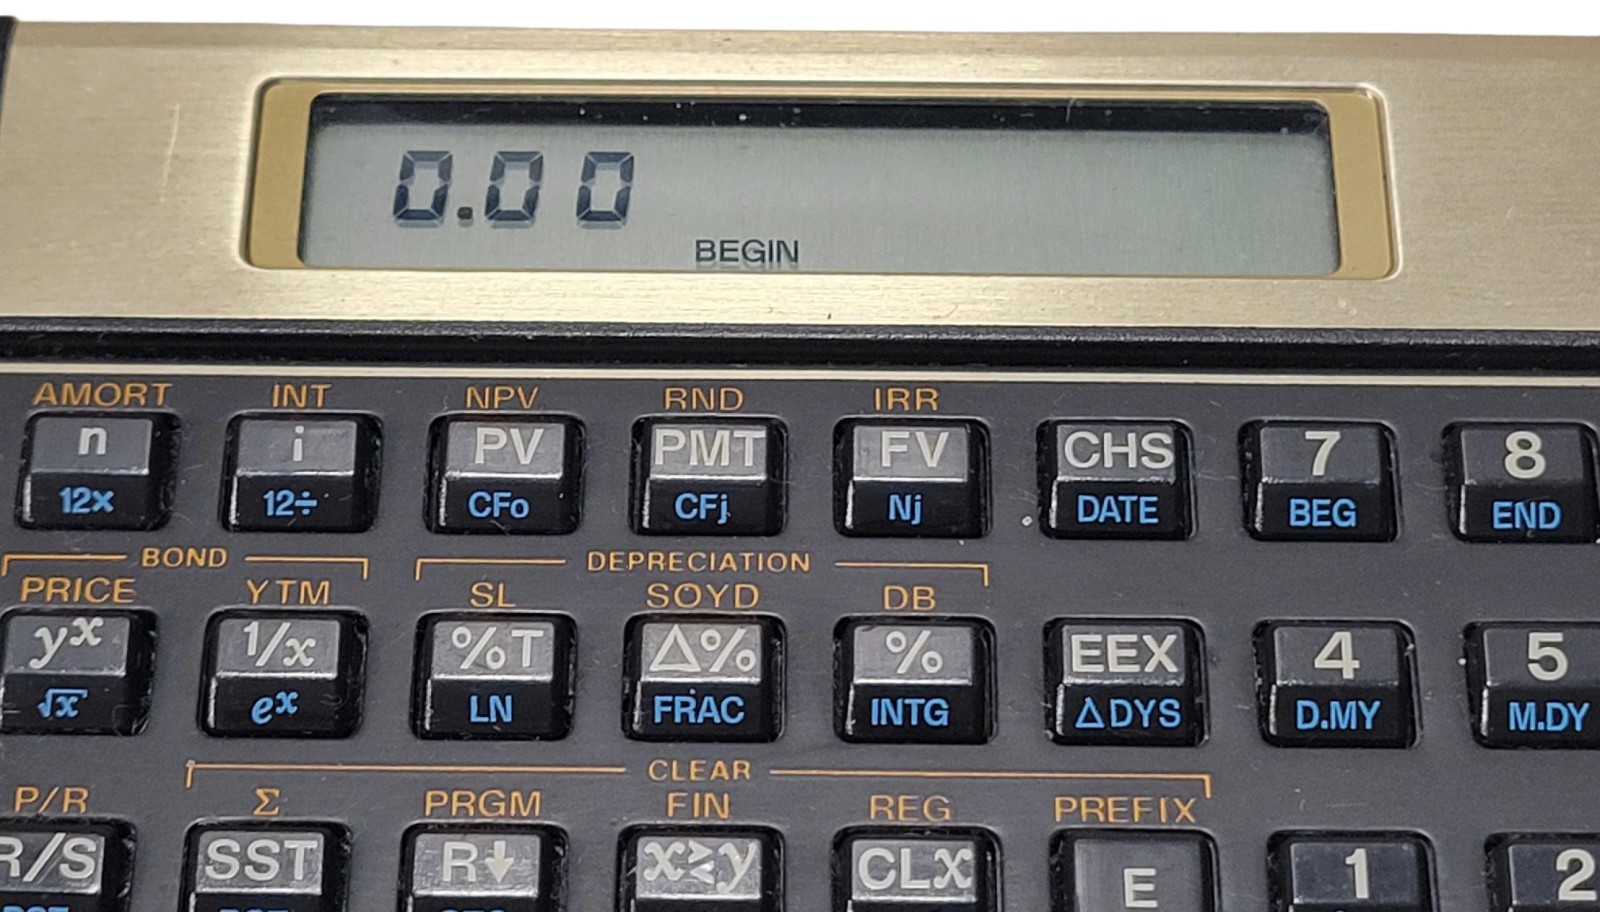 0.00
BEGIN
AMORT INT NPV RND IRR
n i PV PMT FV CHS 7 8
12x 12÷ CFo CFj Nj DATE BEG END
BOND DEPRECIATION
PRICE YTM SL SOYD DB
yˣ 1/x %T Δ% % EEX 4 5
√x eˣ LN FRAC INTG ΔDYS D.MY M.DY
CLEAR
P/R Σ PRGM FIN REG PREFIX
R/S SST R↓ x≷y CLx E 1 2